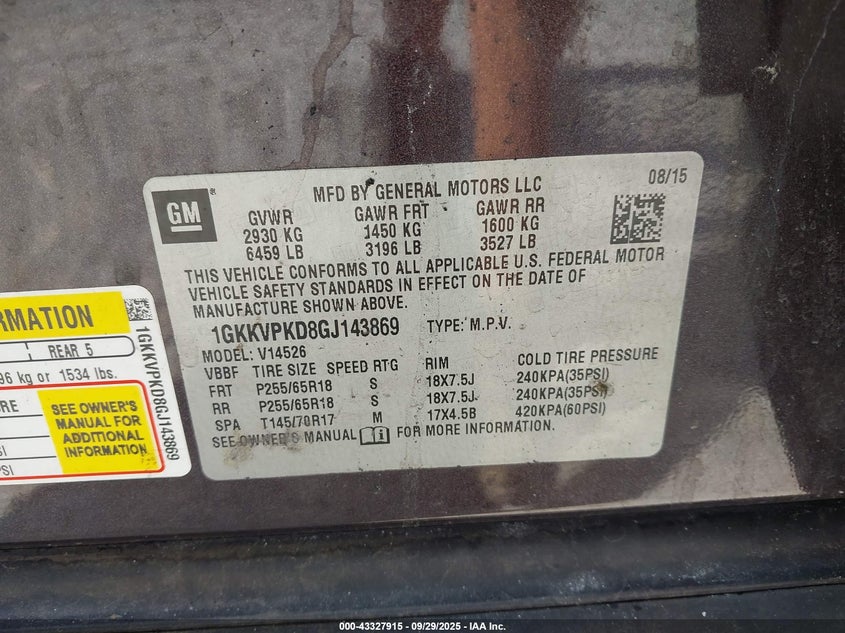 GM
MFD BY GENERAL MOTORS LLC
08/15
GVWR GAWR FRT GAWR RR
2930 KG 1450 KG 1600 KG
6459 LB 3196 LB 3527 LB
THIS VEHICLE CONFORMS TO ALL APPLICABLE U.S. FEDERAL MOTOR
VEHICLE SAFETY STANDARDS IN EFFECT ON THE DATE OF
MANUFACTURE SHOWN ABOVE.
1GKKVPKD8GJ143869 TYPE: M.P.V.
MODEL: V14526
VBBF TIRE SIZE SPEED RTG RIM COLD TIRE PRESSURE
FRT P255/65R18 S 18X7.5J 240KPA(35PSI)
RR P255/65R18 S 18X7.5J 240KPA(35PSI)
SPA T145/70R17 M 17X4.5B 420KPA(60PSI)
SEE OWNER'S MANUAL FOR MORE INFORMATION.
RMATION
REAR 5
96 kg or 1534 lbs.
RE
SEE OWNER'S
MANUAL FOR
ADDITIONAL
INFORMATION
PSI
1GKKVPKD8GJ143869
000-43327915 - 09/29/2025 - IAA Inc.